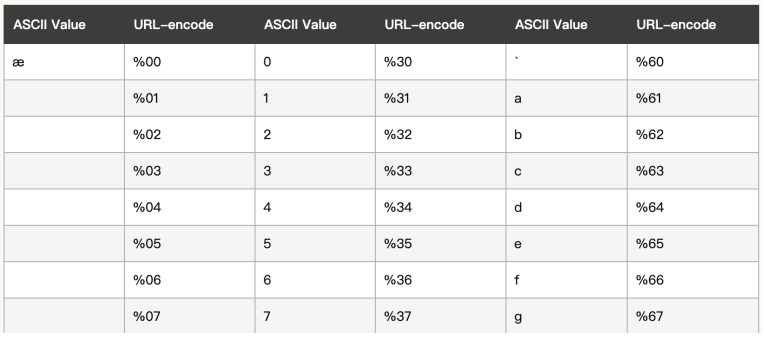 ASCII Value URL-encode ASCII Value URL-encode ASCII Value URL-encode
æ %00 0 %30 ` %60
%01 1 %31 a %61
%02 2 %32 b %62
%03 3 %33 c %63
%04 4 %34 d %64
%05 5 %35 e %65
%06 6 %36 f %66
%07 7 %37 g %67